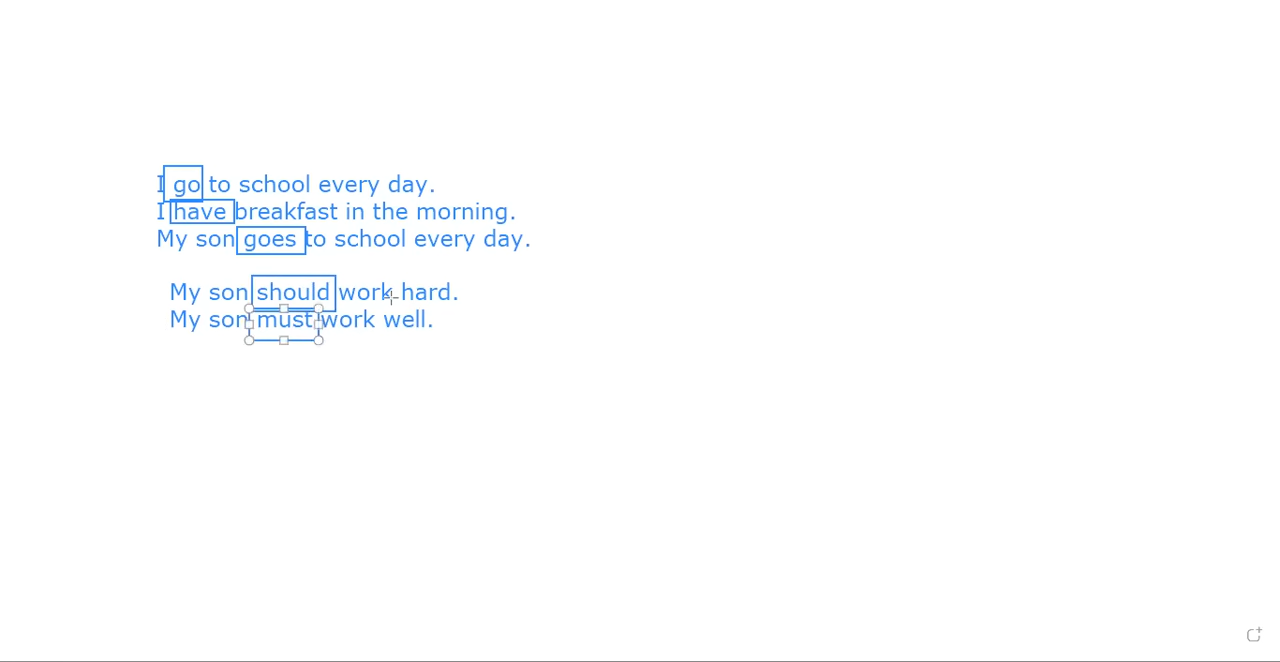 I go to school every day.
I have breakfast in the morning.
My son goes to school every day.
My son should work hard.
My son must work well.